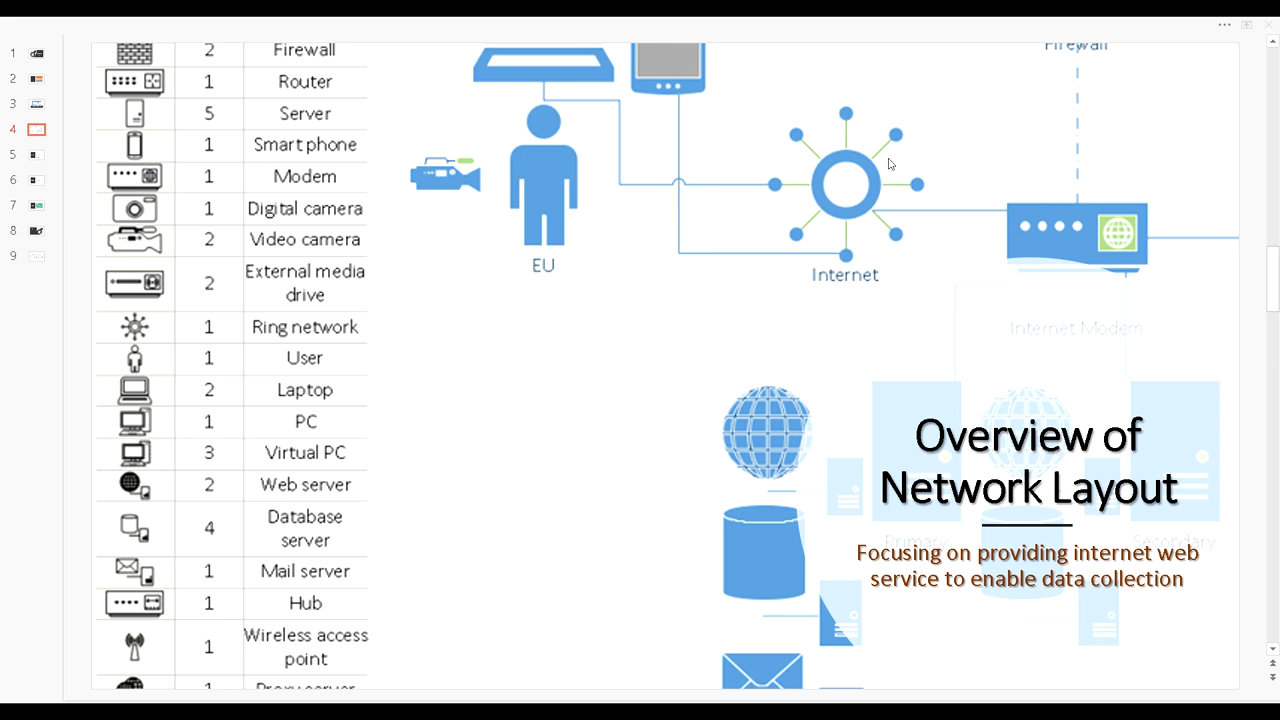 1
2
3
4
5
6
7
8
9
2 Firewall
1 Router
5 Server
1 Smart phone
1 Modem
1 Digital camera
2 Video camera
External media
2
drive
1 Ring network
1 User
2 Laptop
1 PC
3 Virtual PC
2 Web server
Database
4
server
1 Mail server
1 Hub
Wireless access
1
point
1 Proxy server
Firewall
EU
Internet
Internet Modem
Primary
Secondary
Overview of
Network Layout
Focusing on providing internet web
service to enable data collection